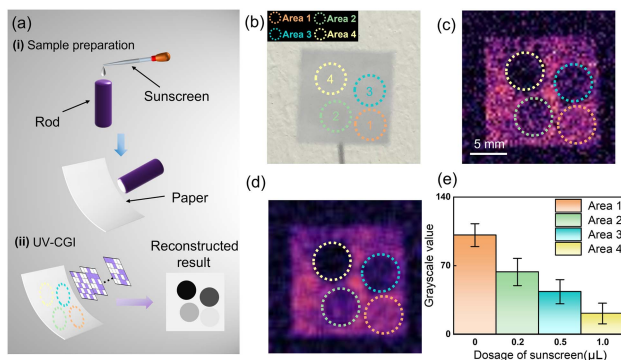 (a)
(i) Sample preparation
Sunscreen
Rod
Paper
(ii) UV-CGI
Reconstructed
result
(b)
Area 1 Area 2
Area 3 Area 4
4
3
2
1
(c)
5 mm
(d)
(e)
140
70
0
Grayscale value
Area 1
Area 2
Area 3
Area 4
0 0.2 0.5 1.0
Dosage of sunscreen(μL)